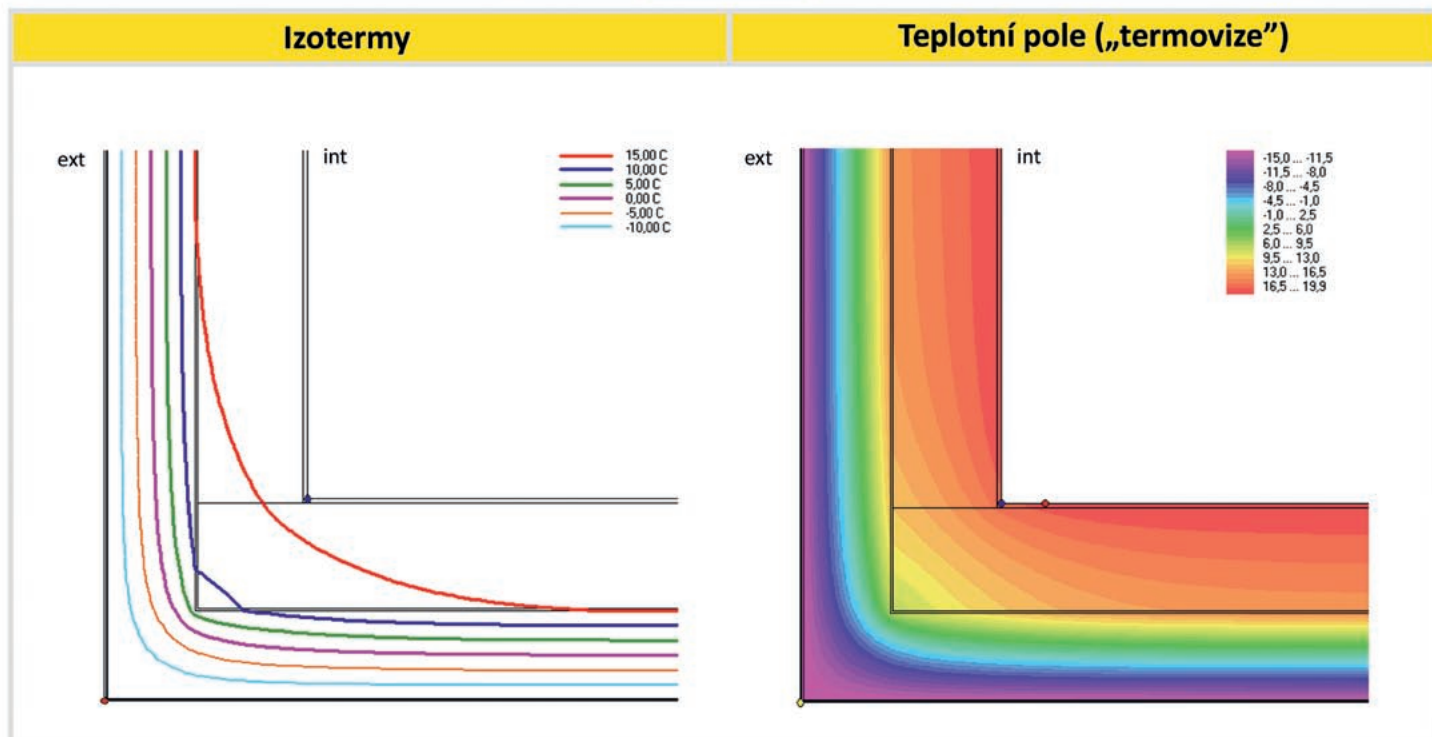 Izotermy
Teplotní pole („termovize”)
ext
int
15,00 C
10,00 C
5,00 C
0,00 C
-5,00 C
-10,00 C
ext
int
-15,0 ... -11,5
-11,5 ... -8,0
-8,0 ... -4,5
-4,5 ... -1,0
-1,0 ... 2,5
2,5 ... 6,0
6,0 ... 9,5
9,5 ... 13,0
13,0 ... 16,5
16,5 ... 19,9